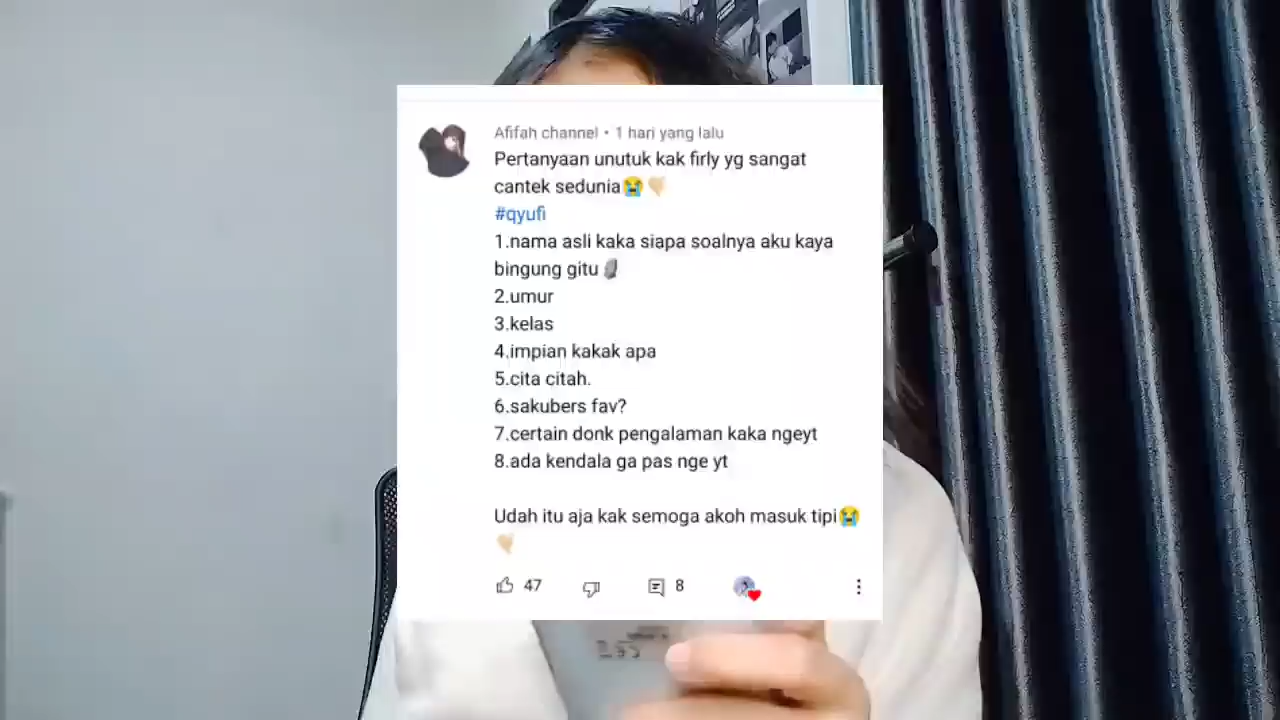 Afifah channel • 1 hari yang lalu
Pertanyaan unutuk kak firly yg sangat
cantek sedunia😭🤏🏻
#qyufi
1.nama asli kaka siapa soalnya aku kaya
bingung gitu🗿
2.umur
3.kelas
4.impian kakak apa
5.cita citah.
6.sakubers fav?
7.certain donk pengalaman kaka ngeyt
8.ada kendala ga pas nge yt
Udah itu aja kak semoga akoh masuk tipi😭
47 8